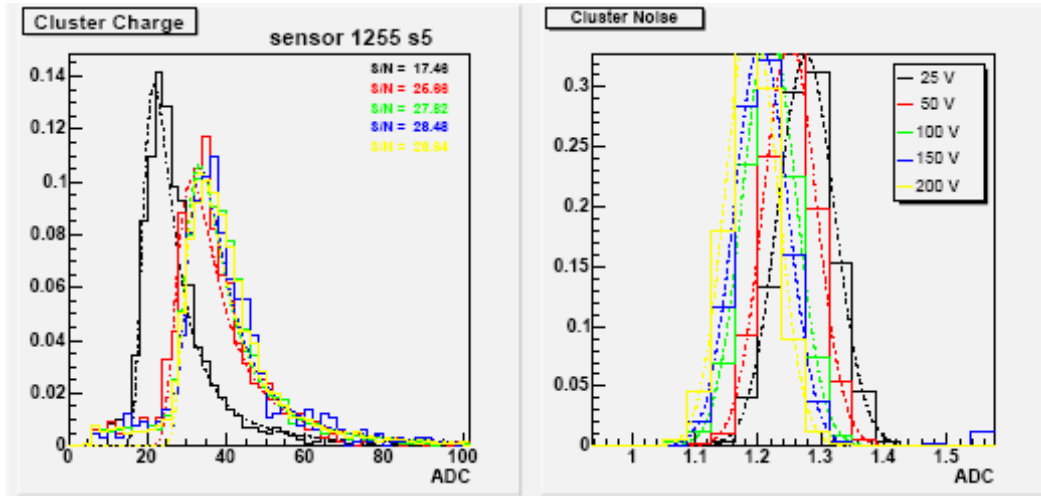 Cluster Charge
sensor 1255 s5
S/N = 17.46
S/N = 26.66
S/N = 27.82
S/N = 28.48
S/N = 28.64
0.14
0.12
0.1
0.08
0.06
0.04
0.02
0
0 20 40 60 80 100
ADC
Cluster Noise
25 V
50 V
100 V
150 V
200 V
0.3
0.25
0.2
0.15
0.1
0.05
0
1 1.1 1.2 1.3 1.4 1.5
ADC